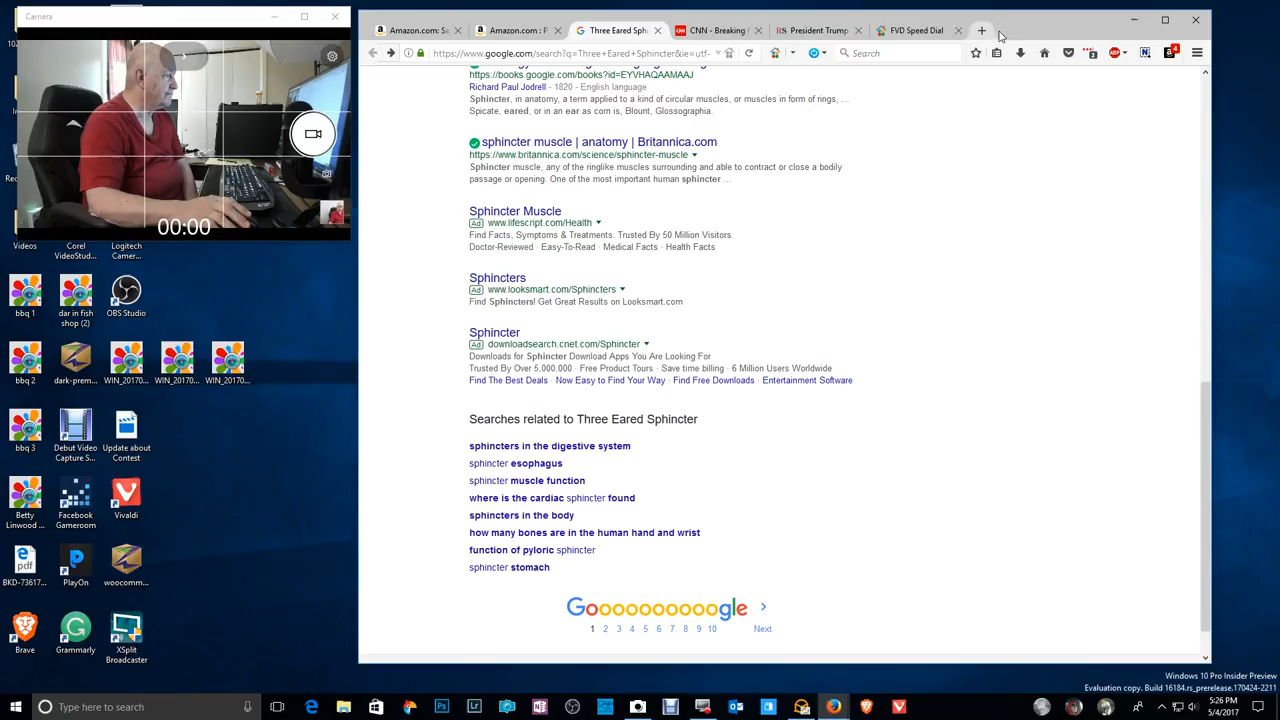 Camera
Amazon.com: S
Amazon.com : P
Three Eared Sph
CNN - Breaking
President Trump
FVD Speed Dial
https://www.google.com/search?q=Three+Eared+Sphincter&ie=utf-
Search
https://books.google.com/books?id=EYVHAQAAMAAJ
Richard Paul Jodrell - 1820 - English language
Sphincter, in anatomy, a term applied to a kind of circular muscles, or muscles in form of rings, ...
Spicate, eared, or in an ear as corn is, Blount, Glossographia.
sphincter muscle | anatomy | Britannica.com
https://www.britannica.com/science/sphincter-muscle
Sphincter muscle, any of the ringlike muscles surrounding and able to contract or close a bodily
passage or opening. One of the most important human sphincter ...
Sphincter Muscle
Ad www.lifescript.com/Health
Find Facts, Symptoms & Treatments. Trusted By 50 Million Visitors.
Doctor-Reviewed · Easy-To-Read · Medical Facts · Health Facts
Sphincters
Ad www.looksmart.com/Sphincters
Find Sphincters! Get Great Results on Looksmart.com
Sphincter
Ad downloadsearch.cnet.com/Sphincter
Downloads for Sphincter Download Apps You Are Looking For
Trusted By Over 5,000,000 · Free Product Tours · Save time billing · 6 Million Users Worldwide
Find The Best Deals · Now Easy to Find Your Way · Find Free Downloads · Entertainment Software
Searches related to Three Eared Sphincter
sphincters in the digestive system
sphincter esophagus
sphincter muscle function
where is the cardiac sphincter found
sphincters in the body
how many bones are in the human hand and wrist
function of pyloric sphincter
sphincter stomach
Goooooooooogle
1 2 3 4 5 6 7 8 9 10 Next
00:00
Videos
Corel VideoStud...
Logitech Camer...
bbq 1
dar in fish shop (2)
OBS Studio
bbq 2
dark-prem...
WIN_20170...
WIN_20170...
WIN_20170...
bbq 3
Debut Video Capture S...
Update about Contest
Betty Linwood ...
Facebook Gameroom
Vivaldi
BKD-73617...
PlayOn
woocomm...
Brave
Grammarly
XSplit Broadcaster
Windows 10 Pro Insider Preview
Evaluation copy. Build 16184.rs_prerelease.170424-2211
Type here to search
5:26 PM
5/4/2017